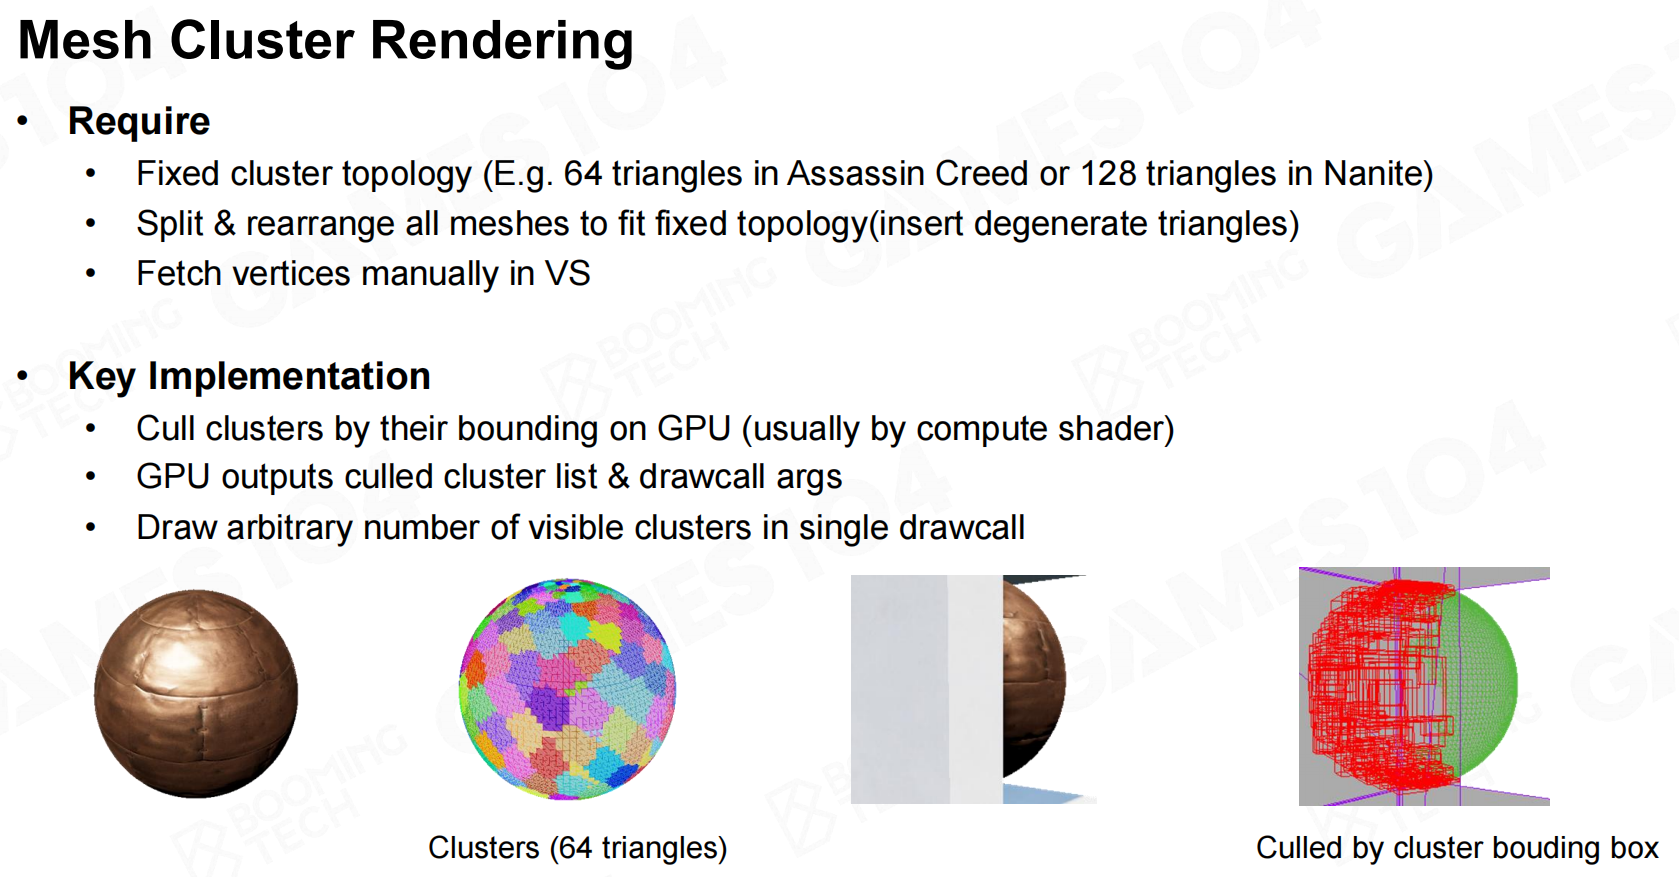 Mesh Cluster Rendering
• Require
• Fixed cluster topology (E.g. 64 triangles in Assassin Creed or 128 triangles in Nanite)
• Split & rearrange all meshes to fit fixed topology(insert degenerate triangles)
• Fetch vertices manually in VS
• Key Implementation
• Cull clusters by their bounding on GPU (usually by compute shader)
• GPU outputs culled cluster list & drawcall args
• Draw arbitrary number of visible clusters in single drawcall
Clusters (64 triangles)
Culled by cluster bouding box
GAMES104
BOOMING
TECH